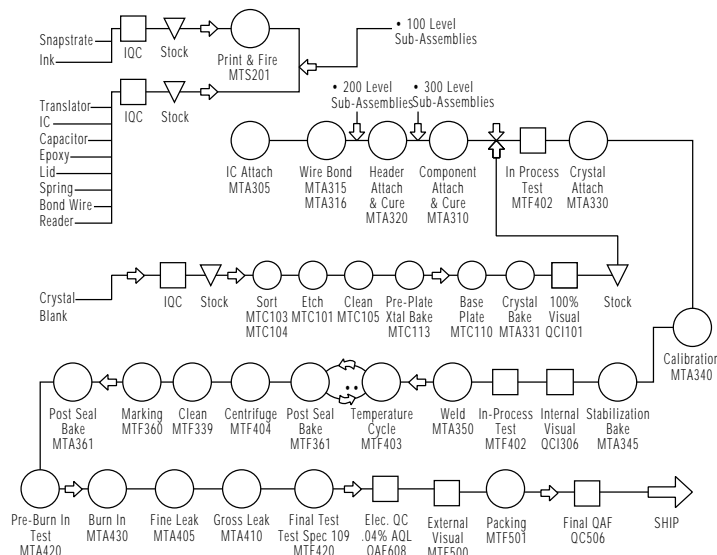 • 100 Level
Sub-Assemblies
Snapstrate
Ink
IQC
Stock
Print & Fire
MTS201
Translator
IC
Capacitor
Epoxy
Lid
Spring
Bond Wire
Reader
IQC
Stock
• 200 Level
Sub-Assemblies
• 300 Level
Sub-Assemblies
IC Attach
MTA305
Wire Bond
MTA315
MTA316
Header
Attach
& Cure
MTA320
Component
Attach
& Cure
MTA310
In Process
Test
MTF402
Crystal
Attach
MTA330
Crystal
Blank
IQC
Stock
Sort
MTC103
MTC104
Etch
MTC101
Clean
MTC105
Pre-Plate
Xtal Bake
MTC113
Base
Plate
MTC110
Crystal
Bake
MTA331
100%
Visual
QCI101
Stock
Calibration
MTA340
Post Seal
Bake
MTA361
Marking
MTF360
Clean
MTF339
Centrifuge
MTF404
Post Seal
Bake
MTF361
Temperature
Cycle
MTF403
Weld
MTA350
In-Process
Test
MTF402
Internal
Visual
QCI306
Stabilization
Bake
MTA345
Pre-Burn In
Test
MTA420
Burn In
MTA430
Fine Leak
MTA405
Gross Leak
MTA410
Final Test
Test Spec 109
MTF420
Elec. QC
.04% AQL
QAF608
External
Visual
MTF500
Packing
MTF501
Final QAF
QC506
SHIP